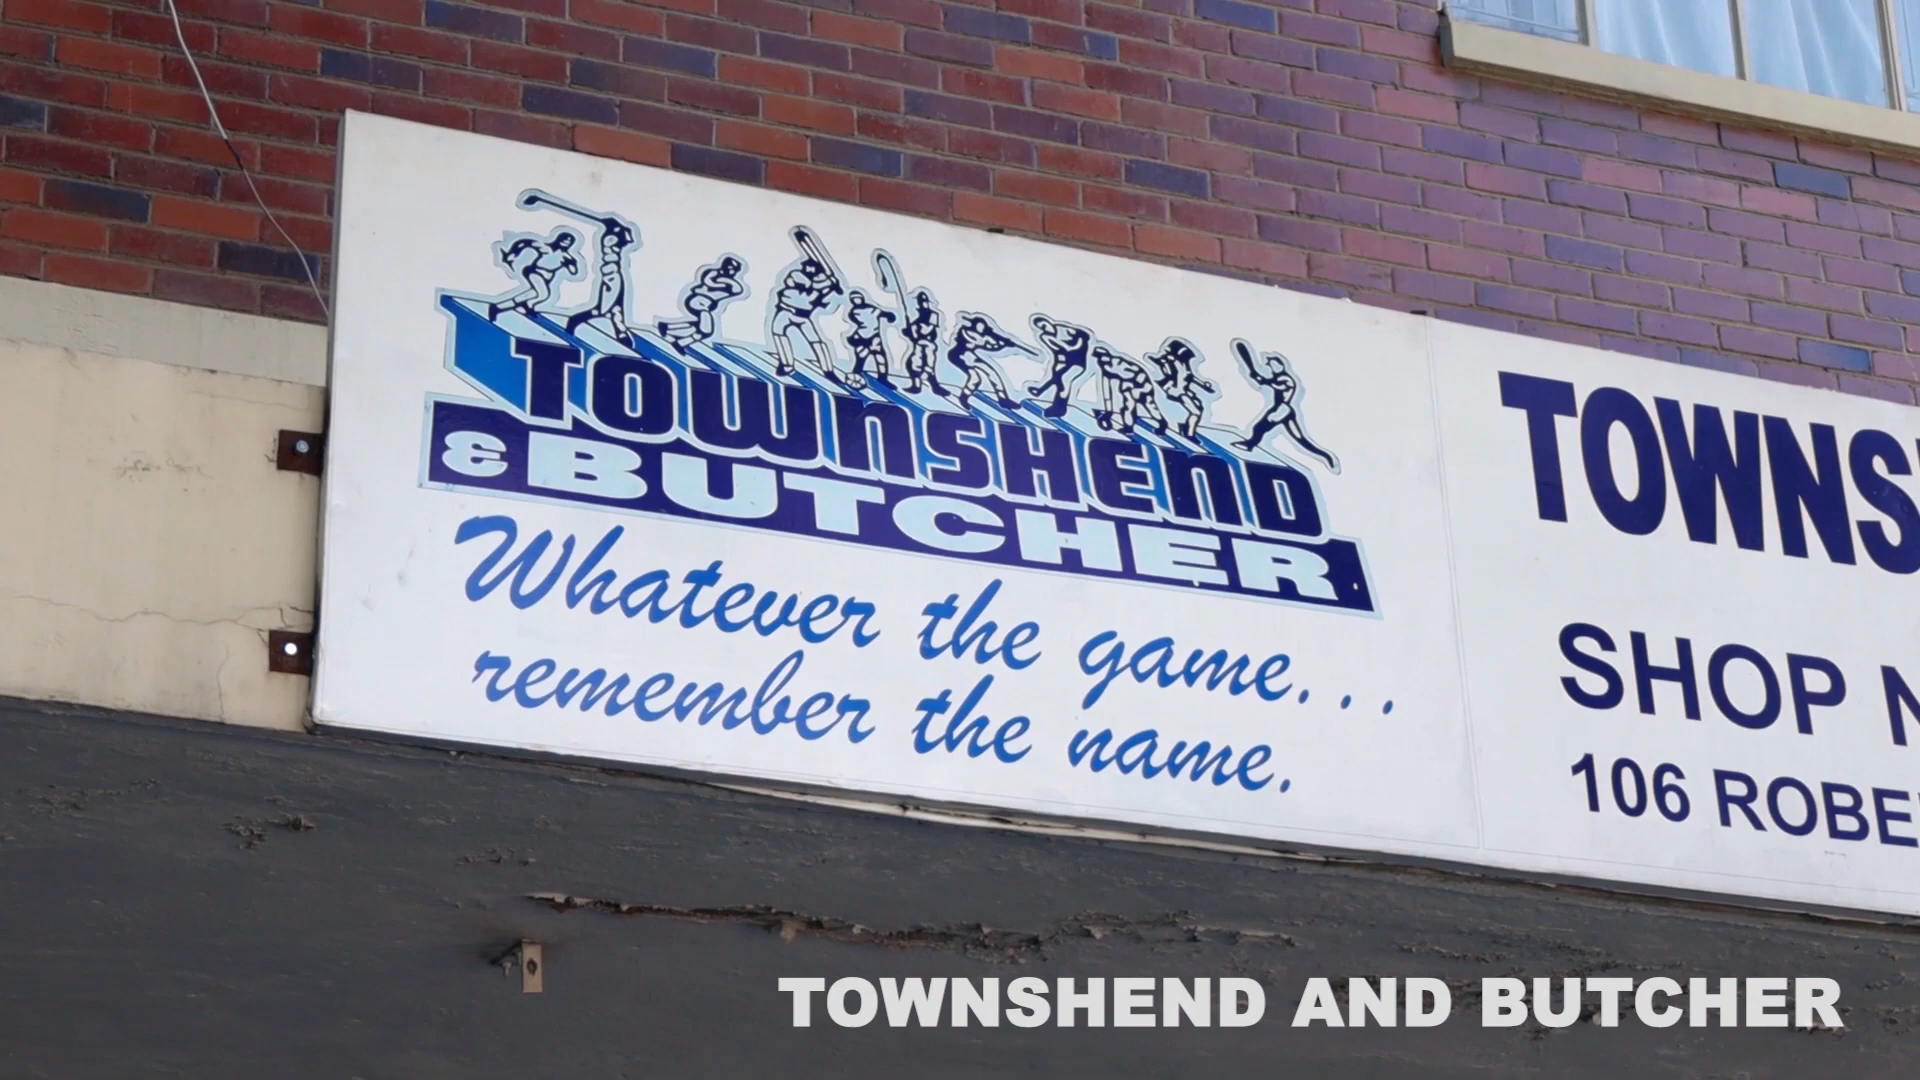 TOWNSHEND
& BUTCHER
Whatever the game...
remember the name.
TOWNS
SHOP N
106 ROBE
TOWNSHEND AND BUTCHER